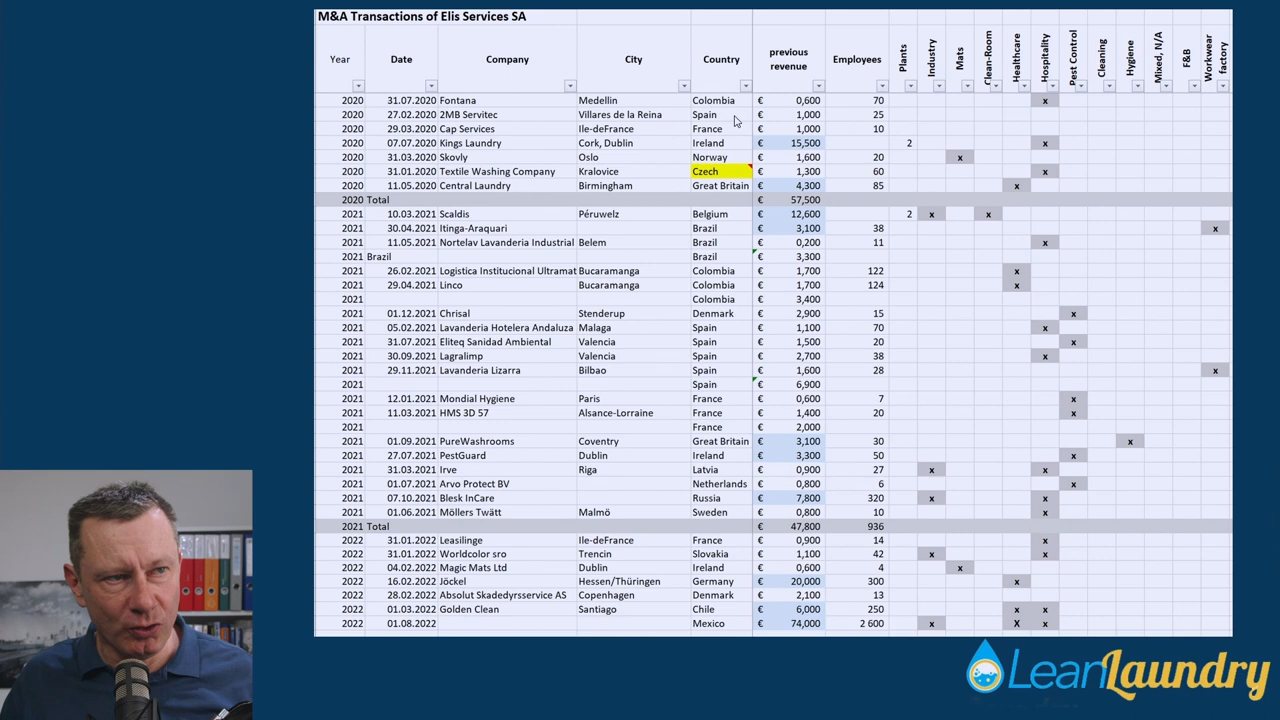 M&A Transactions of Elis Services SA
Year Date Company City Country previous revenue Employees Plants Industry Mats Clean-Room Healthcare Hospitality Pest Control Cleaning Hygiene Mixed, N/A F&B Workwear factory
2020 31.07.2020 Fontana Medellin Colombia € 0,600 70 x
2020 27.02.2020 2MB Servitec Villares de la Reina Spain € 1,000 25
2020 29.03.2020 Cap Services Ile-deFrance France € 1,000 10
2020 07.07.2020 Kings Laundry Cork, Dublin Ireland € 15,500 2 x
2020 31.03.2020 Skovly Oslo Norway € 1,600 20 x
2020 31.01.2020 Textile Washing Company Kralovice Czech € 1,300 60 x
2020 11.05.2020 Central Laundry Birmingham Great Britain € 4,300 85 x
2020 Total € 57,500
2021 10.03.2021 Scaldis Péruwelz Belgium € 12,600 2 x x
2021 30.04.2021 Itinga-Araquari Brazil € 3,100 38 x
2021 11.05.2021 Nortelav Lavanderia Industrial Belem Brazil € 0,200 11 x
2021 Brazil Brazil € 3,300
2021 26.02.2021 Logistica Institucional Ultramat Bucaramanga Colombia € 1,700 122 x
2021 29.04.2021 Linco Bucaramanga Colombia € 1,700 124 x
2021 Colombia € 3,400
2021 01.12.2021 Chrisal Stenderup Denmark € 2,900 15 x
2021 05.02.2021 Lavanderia Hotelera Andaluza Malaga Spain € 1,100 70 x
2021 31.07.2021 Eliteq Sanidad Ambiental Valencia Spain € 1,500 20 x
2021 30.09.2021 Lagralimp Valencia Spain € 2,700 38 x
2021 29.11.2021 Lavanderia Lizarra Bilbao Spain € 1,600 28 x
2021 Spain € 6,900
2021 12.01.2021 Mondial Hygiene Paris France € 0,600 7 x
2021 11.03.2021 HMS 3D 57 Alsance-Lorraine France € 1,400 20 x
2021 France € 2,000
2021 01.09.2021 PureWashrooms Coventry Great Britain € 3,100 30 x
2021 27.07.2021 PestGuard Dublin Ireland € 3,300 50 x
2021 31.03.2021 Irve Riga Latvia € 0,900 27 x x
2021 01.07.2021 Arvo Protect BV Netherlands € 0,800 6 x
2021 07.10.2021 Blesk InCare Russia € 7,800 320 x x
2021 01.06.2021 Möllers Twätt Malmö Sweden € 0,800 10 x
2021 Total € 47,800 936
2022 31.01.2022 Leasilinge Ile-deFrance France € 0,900 14 x
2022 31.01.2022 Worldcolor sro Trencin Slovakia € 1,100 42 x x
2022 04.02.2022 Magic Mats Ltd Dublin Ireland € 0,600 4 x
2022 16.02.2022 Jöckel Hessen/Thüringen Germany € 20,000 300 x
2022 28.02.2022 Absolut Skadedyrsservice AS Copenhagen Denmark € 2,100 13
2022 01.03.2022 Golden Clean Santiago Chile € 6,000 250 x x
2022 01.08.2022 Mexico € 74,000 2 600 x X x
LeanLaundry